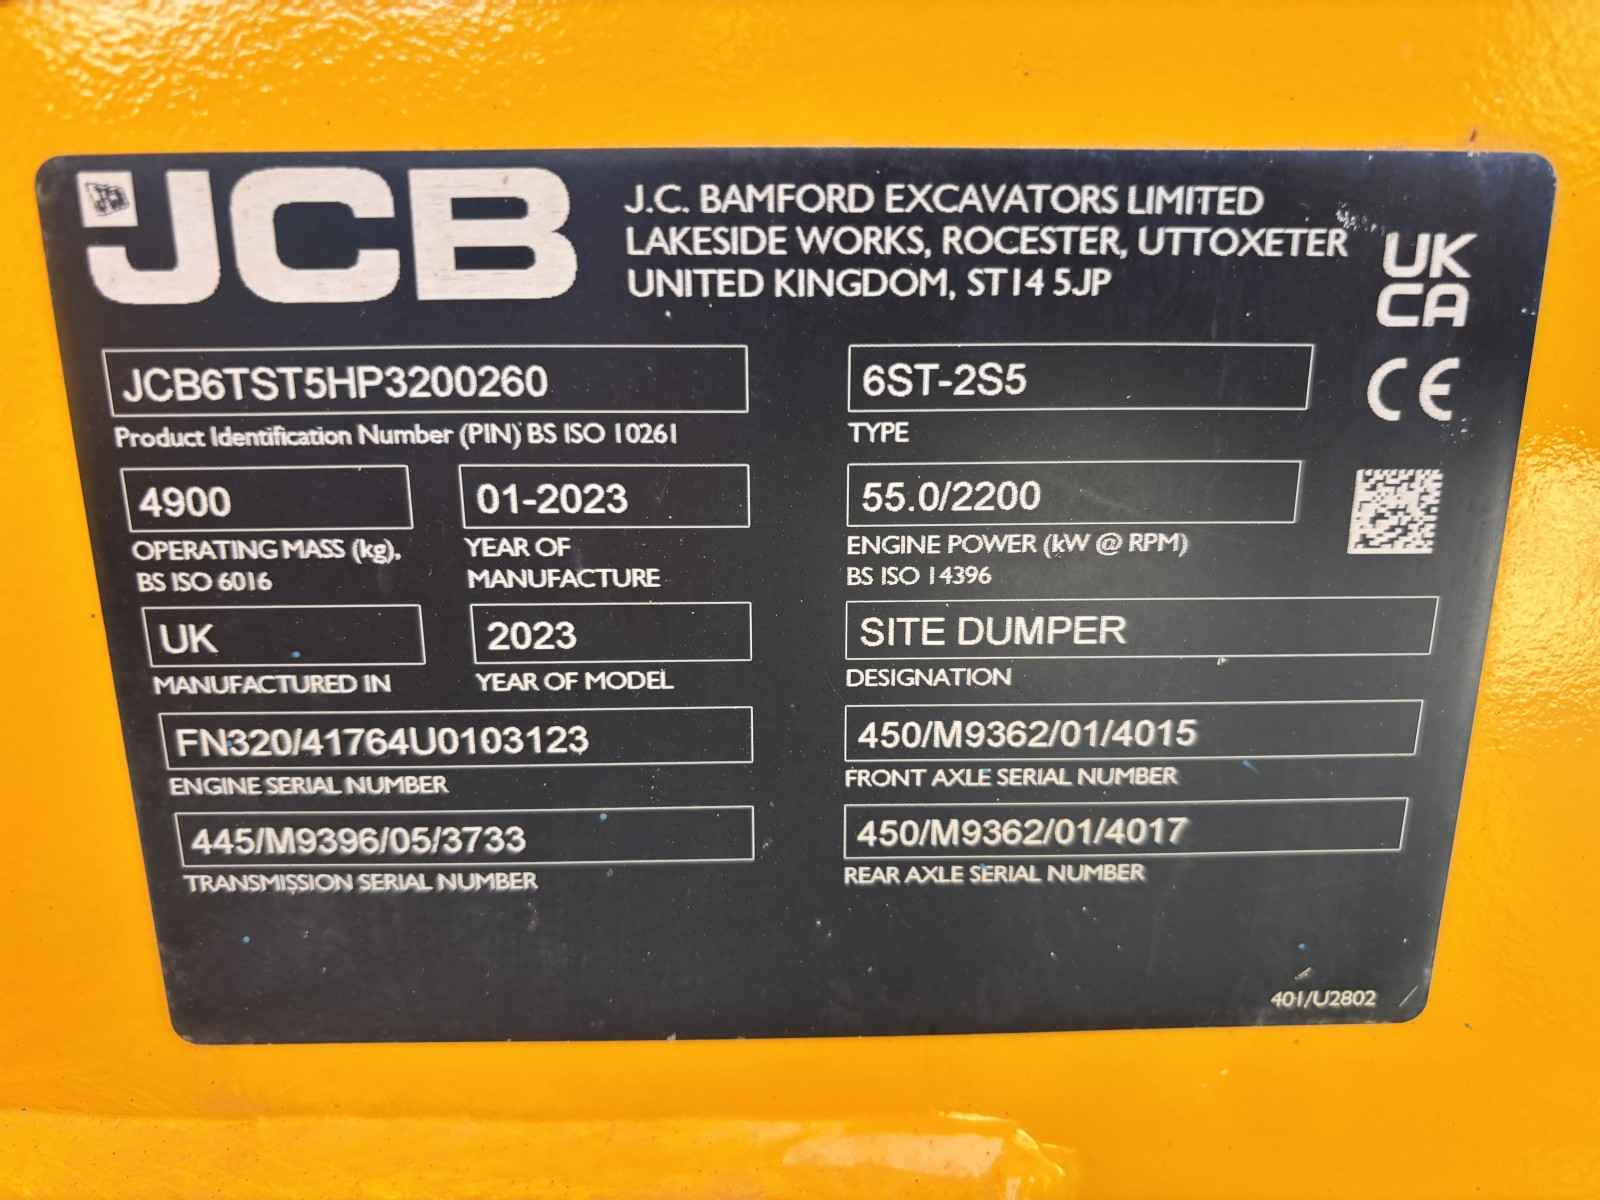 JCB
J.C. BAMFORD EXCAVATORS LIMITED
LAKESIDE WORKS, ROCESTER, UTTOXETER
UNITED KINGDOM, ST14 5JP
UK
CA
CE
JCB6TST5HP3200260
Product Identification Number (PIN) BS ISO 10261
6ST-2S5
TYPE
4900
OPERATING MASS (kg),
BS ISO 6016
01-2023
YEAR OF
MANUFACTURE
55.0/2200
ENGINE POWER (kW @ RPM)
BS ISO 14396
UK
MANUFACTURED IN
2023
YEAR OF MODEL
SITE DUMPER
DESIGNATION
FN320/41764U0103123
ENGINE SERIAL NUMBER
450/M9362/01/4015
FRONT AXLE SERIAL NUMBER
445/M9396/05/3733
TRANSMISSION SERIAL NUMBER
450/M9362/01/4017
REAR AXLE SERIAL NUMBER
401/U2802